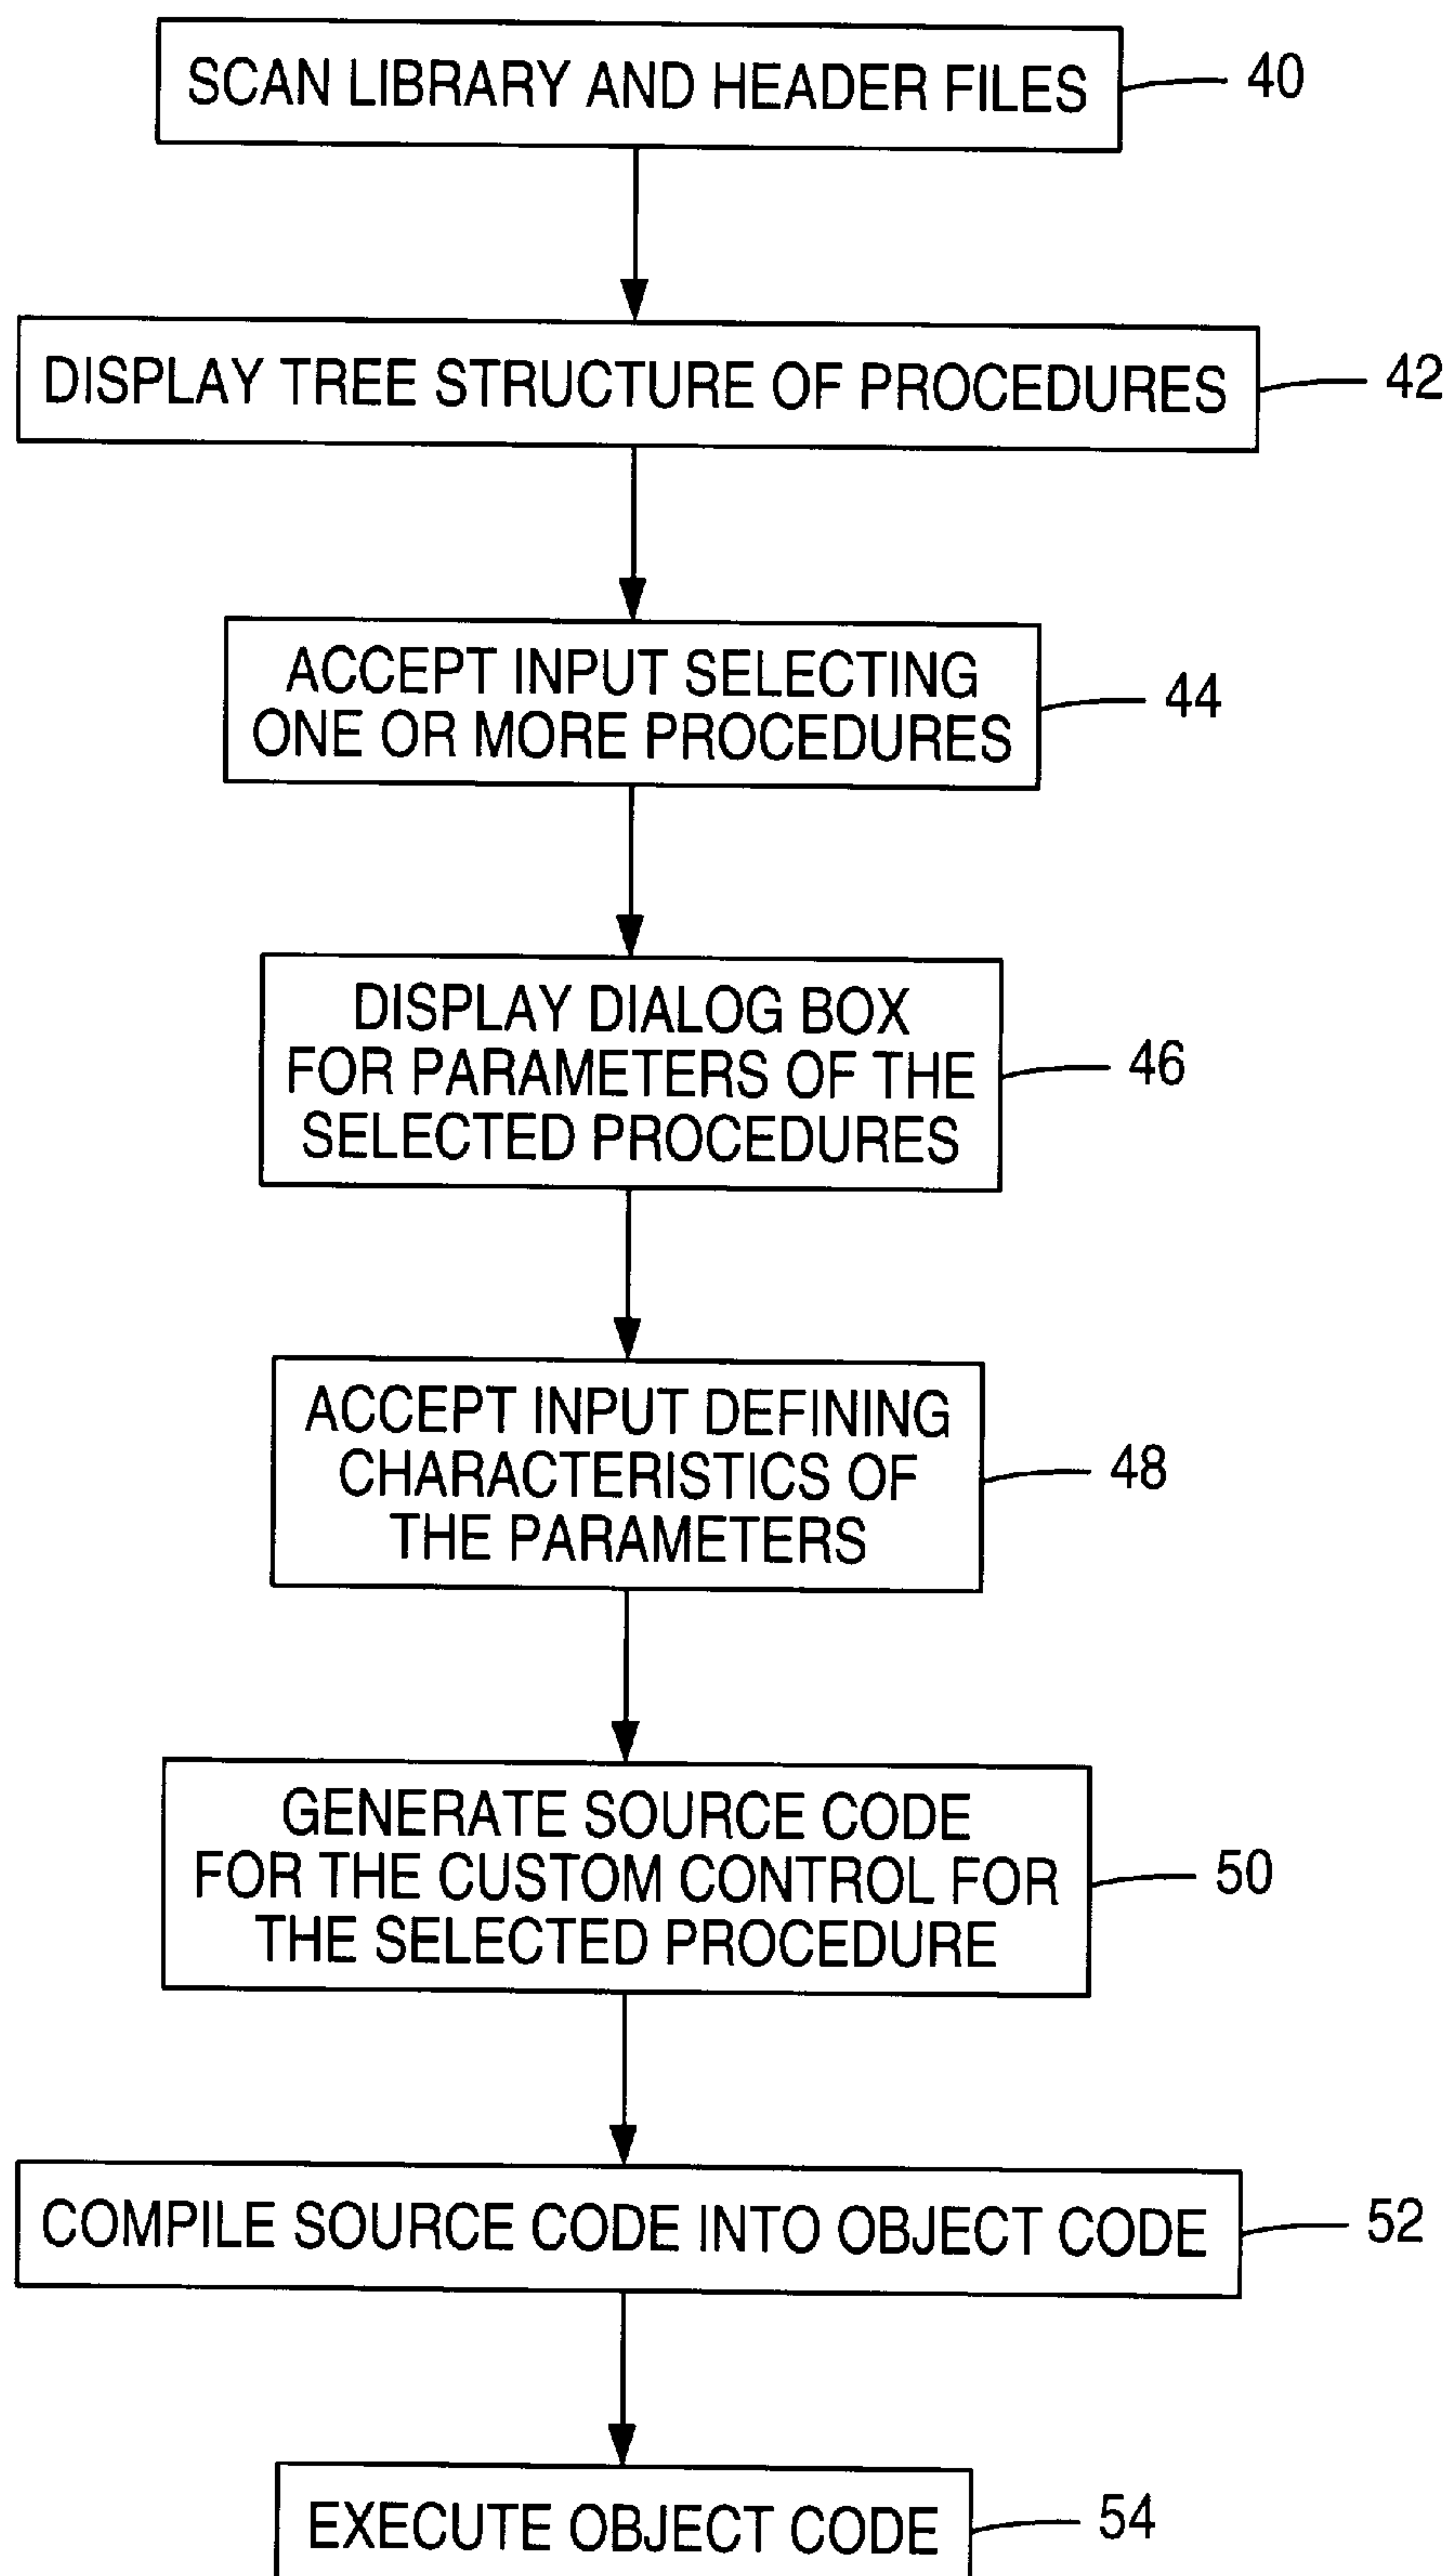 SCAN LIBRARY AND HEADER FILES
40
DISPLAY TREE STRUCTURE OF PROCEDURES
42
ACCEPT INPUT SELECTING
ONE OR MORE PROCEDURES
44
DISPLAY DIALOG BOX
FOR PARAMETERS OF THE
SELECTED PROCEDURES
46
ACCEPT INPUT DEFINING
CHARACTERISTICS OF
THE PARAMETERS
48
GENERATE SOURCE CODE
FOR THE CUSTOM CONTROL FOR
THE SELECTED PROCEDURE
50
COMPILE SOURCE CODE INTO OBJECT CODE
52
EXECUTE OBJECT CODE
54